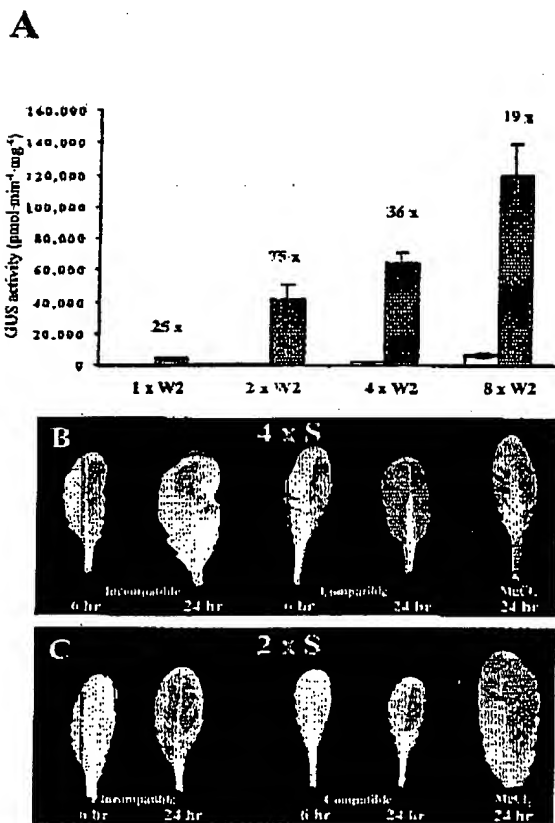 A
GUS activity (pmol·min⁻¹·mg⁻¹)
160,000
140,000
120,000
100,000
80,000
60,000
40,000
20,000
0
25 x
75 x
36 x
19 x
1 x W2
2 x W2
4 x W2
8 x W2
B
4 x S
Incompatible
Compatible
MgCl₂
6 hr
24 hr
6 hr
24 hr
24 hr
C
2 x S
Incompatible
Compatible
MgCl₂
6 hr
24 hr
6 hr
24 hr
24 hr